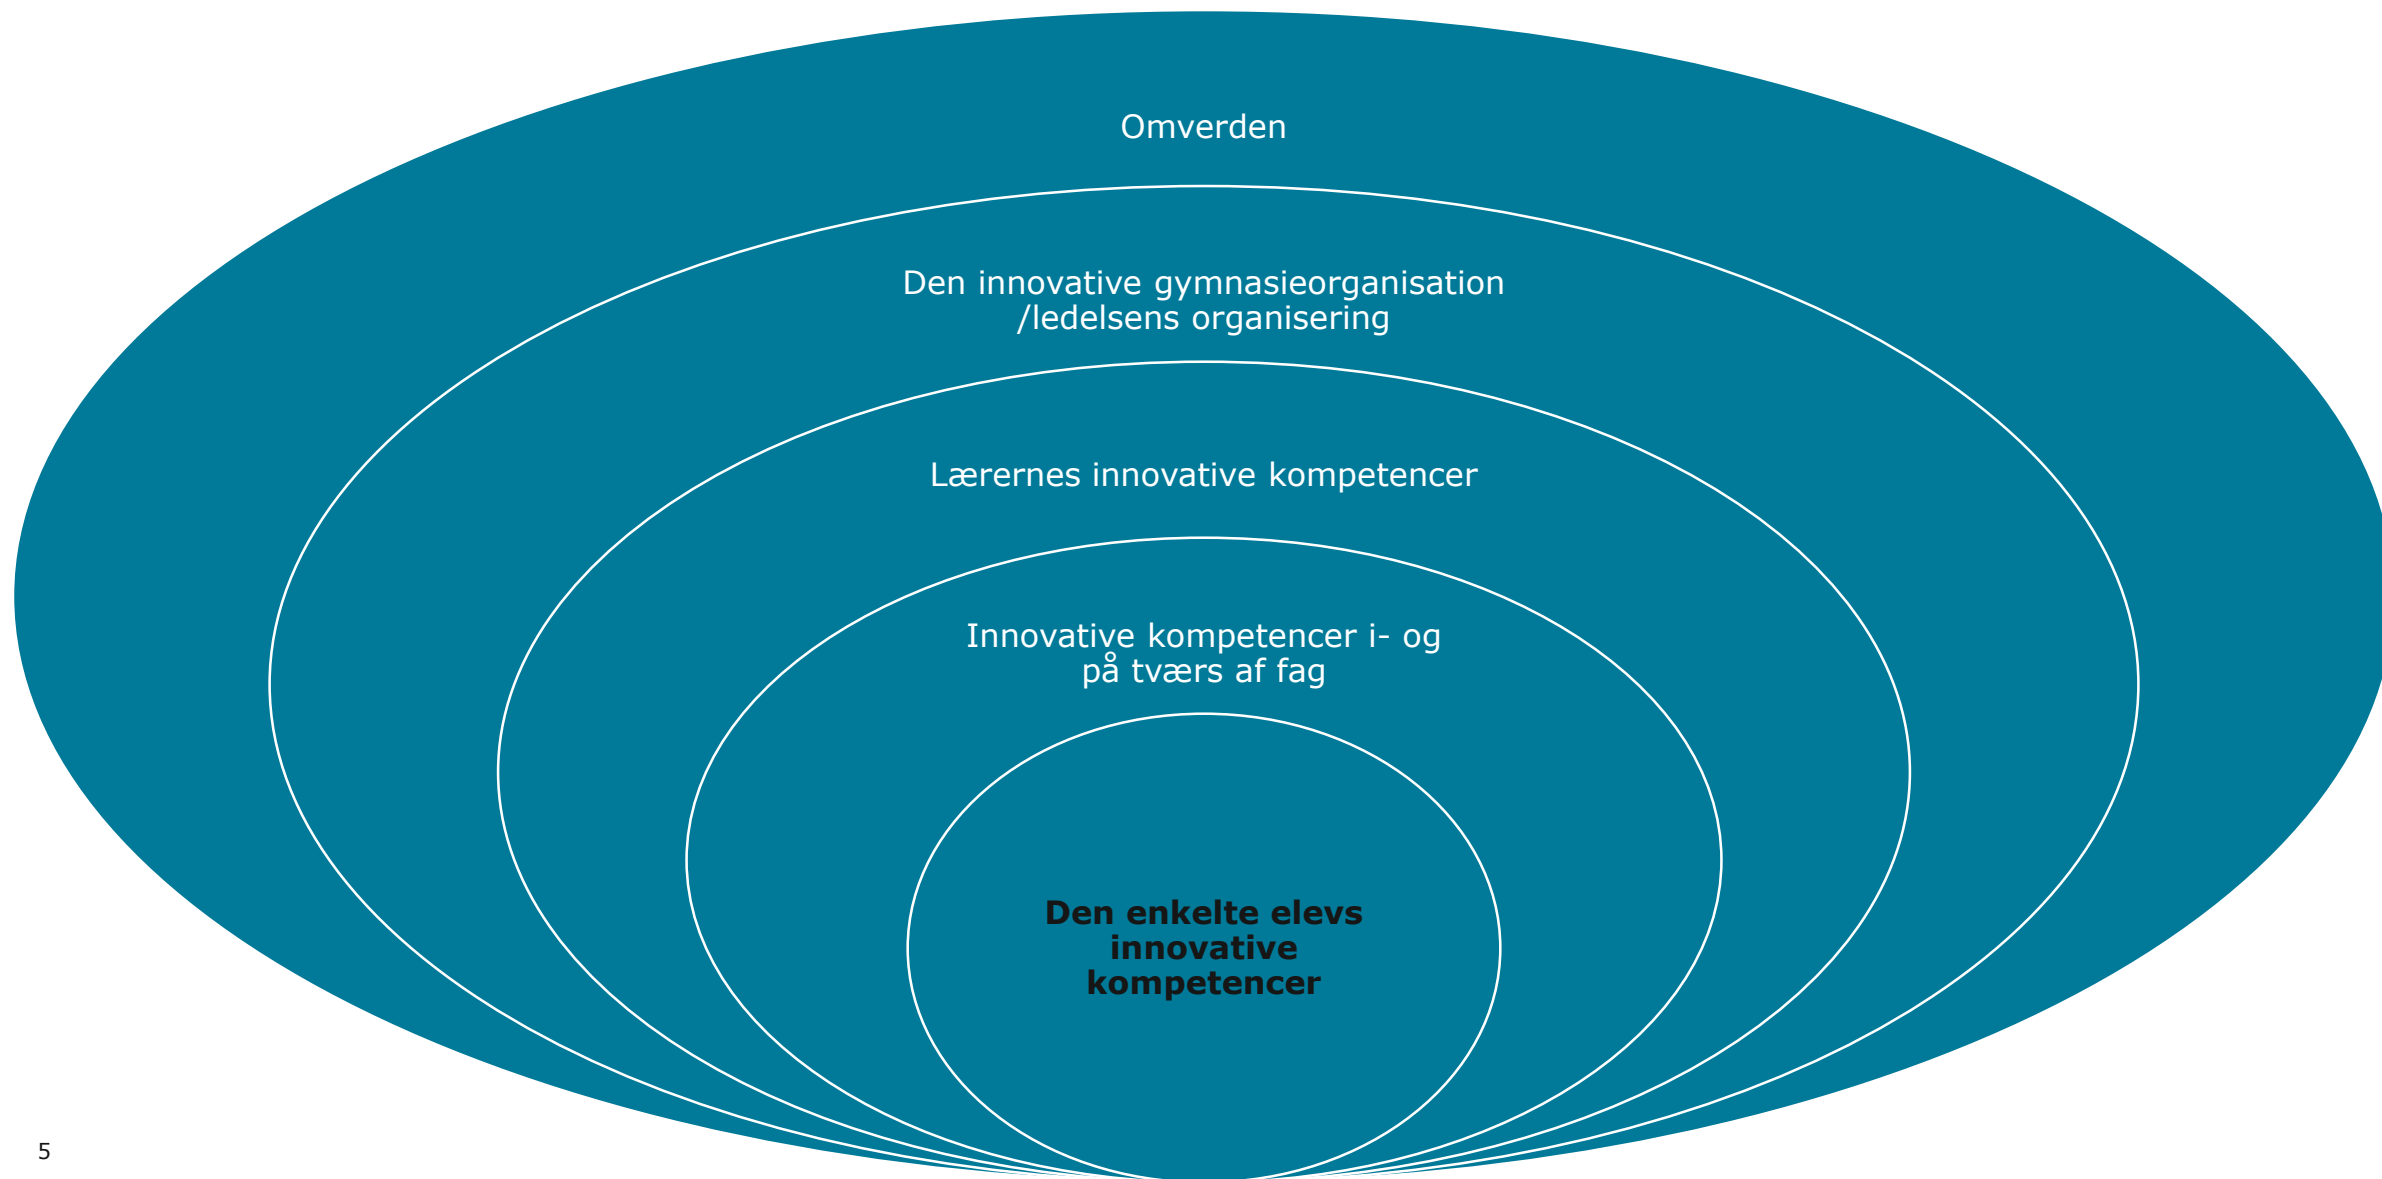 Omverden
Den innovative gymnasieorganisation
/ledelsens organisering
Lærernes innovative kompetencer
Innovative kompetencer i- og
på tværs af fag
Den enkelte elevs
innovative
kompetencer
5